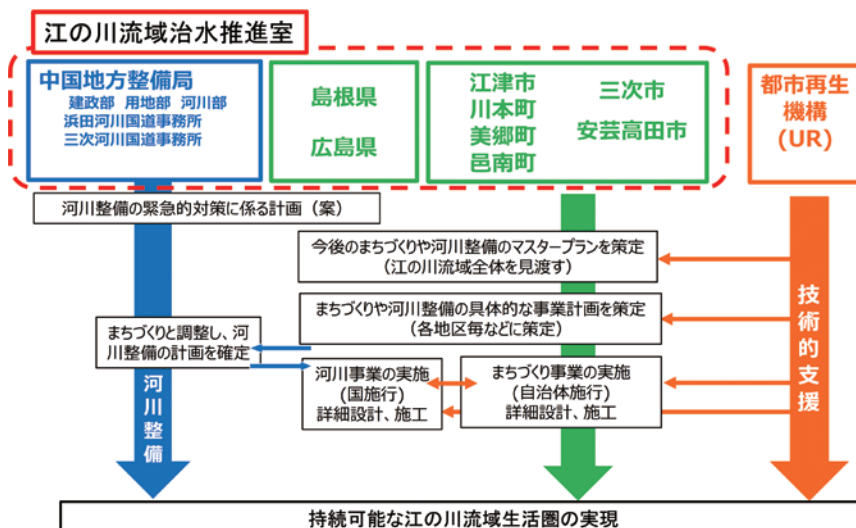 江の川流域治水推進室
中国地方整備局
建政部 用地部 河川部
浜田河川国道事務所
三次河川国道事務所
島根県
広島県
江津市
川本町
美郷町
邑南町
三次市
安芸高田市
都市再生
機構
(UR)
河川整備の緊急的対策に係る計画（案）
今後のまちづくりや河川整備のマスタープランを策定
（江の川流域全体を見渡す）
まちづくりや河川整備の具体的な事業計画を策定
（各地区毎などに策定）
まちづくりと調整し、河
川整備の計画を確定
河川事業の実施
(国施行)
詳細設計、施工
まちづくり事業の実施
(自治体施行)
詳細設計、施工
河川整備
技術的支援
持続可能な江の川流域生活圏の実現